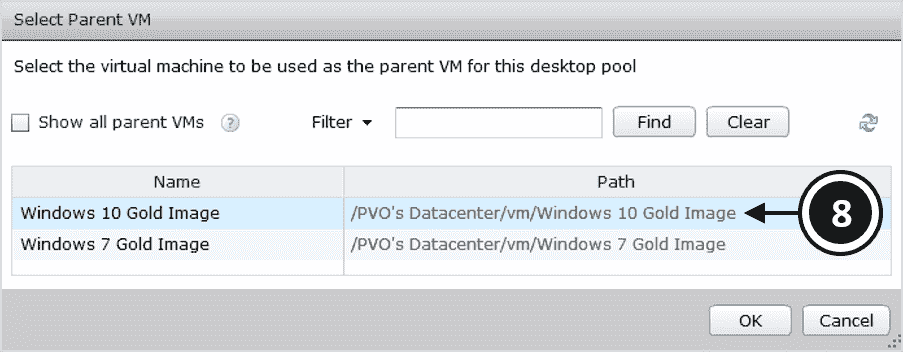 Select Parent VM
Select the virtual machine to be used as the parent VM for this desktop pool
Show all parent VMs ? Filter Find Clear
Name Path
Windows 10 Gold Image /PVO's Datacenter/vm/Windows 10 Gold Image 8
Windows 7 Gold Image /PVO's Datacenter/vm/Windows 7 Gold Image
OK Cancel